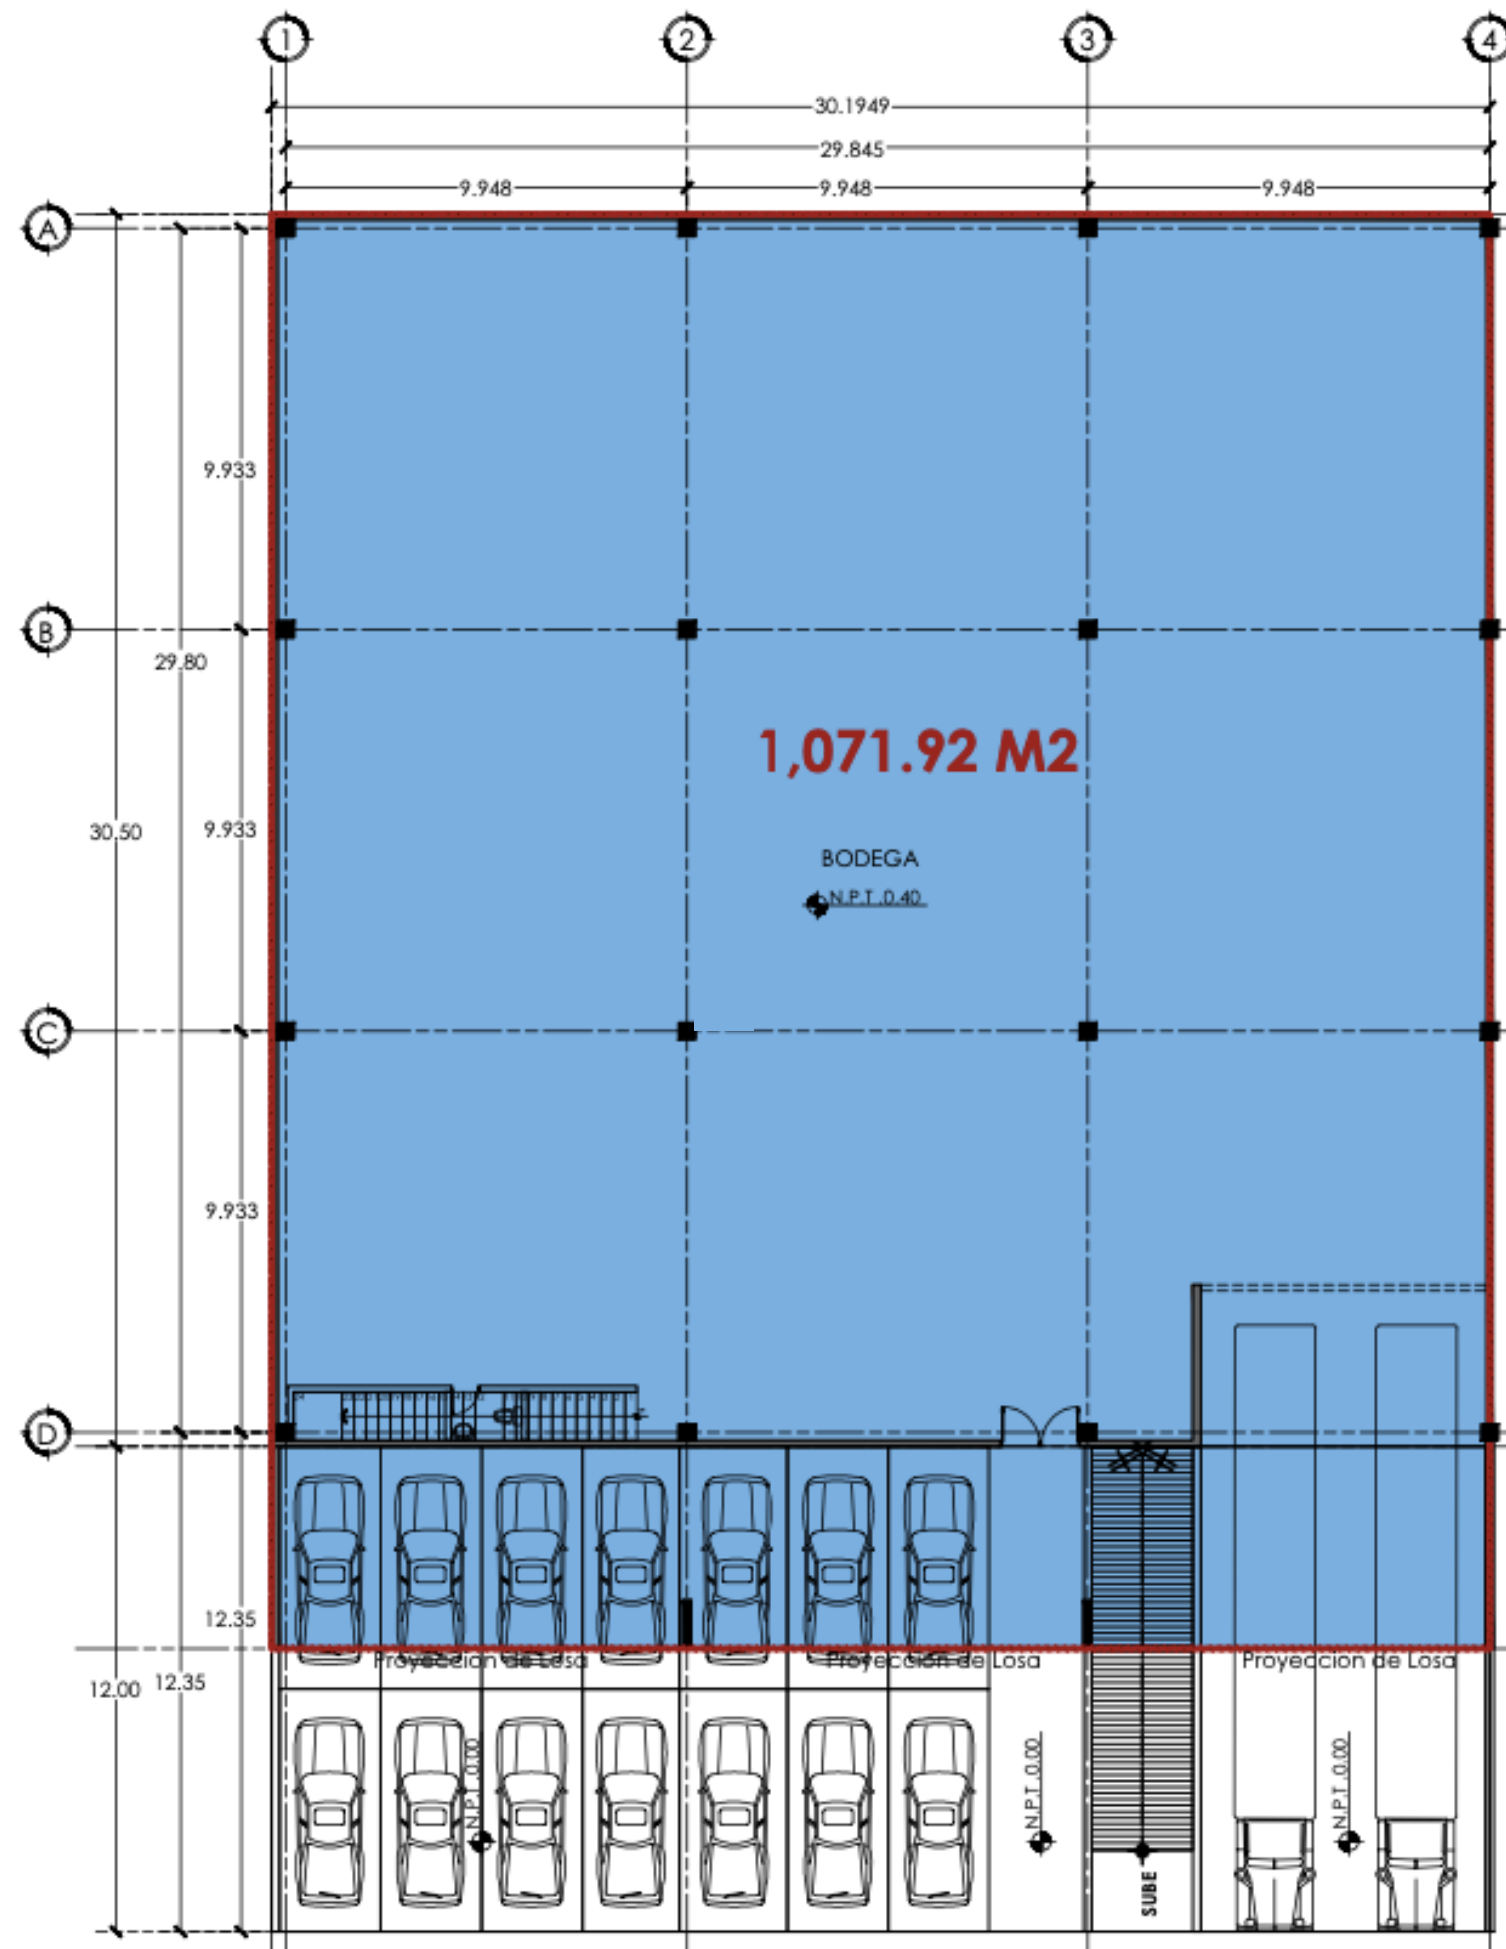 1 2 3 4
30.1949
29.845
9.948 9.948 9.948
A
9.933
B
29.80
1,071.92 M2
30.50 9.933
BODEGA
N.P.T .0.40
C
9.933
D
12.35
Proyeccion de Losa Proyección de Losa Proyección de Losa
12.00 12.35
N.P.T .0.00 N.P.T .0.00 N.P.T .0.00
SUBE